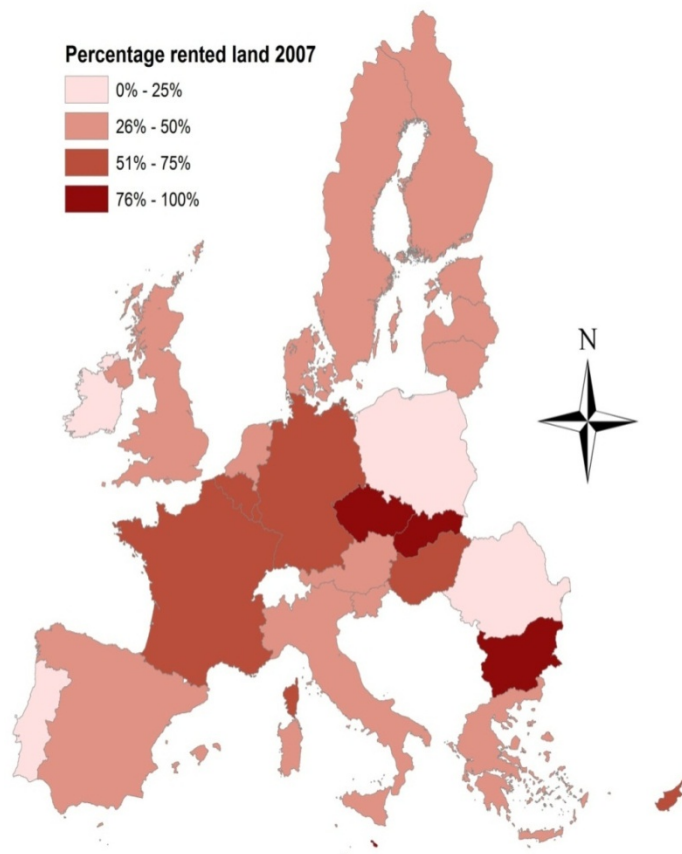 Percentage rented land 2007
0% - 25%
26% - 50%
51% - 75%
76% - 100%
N